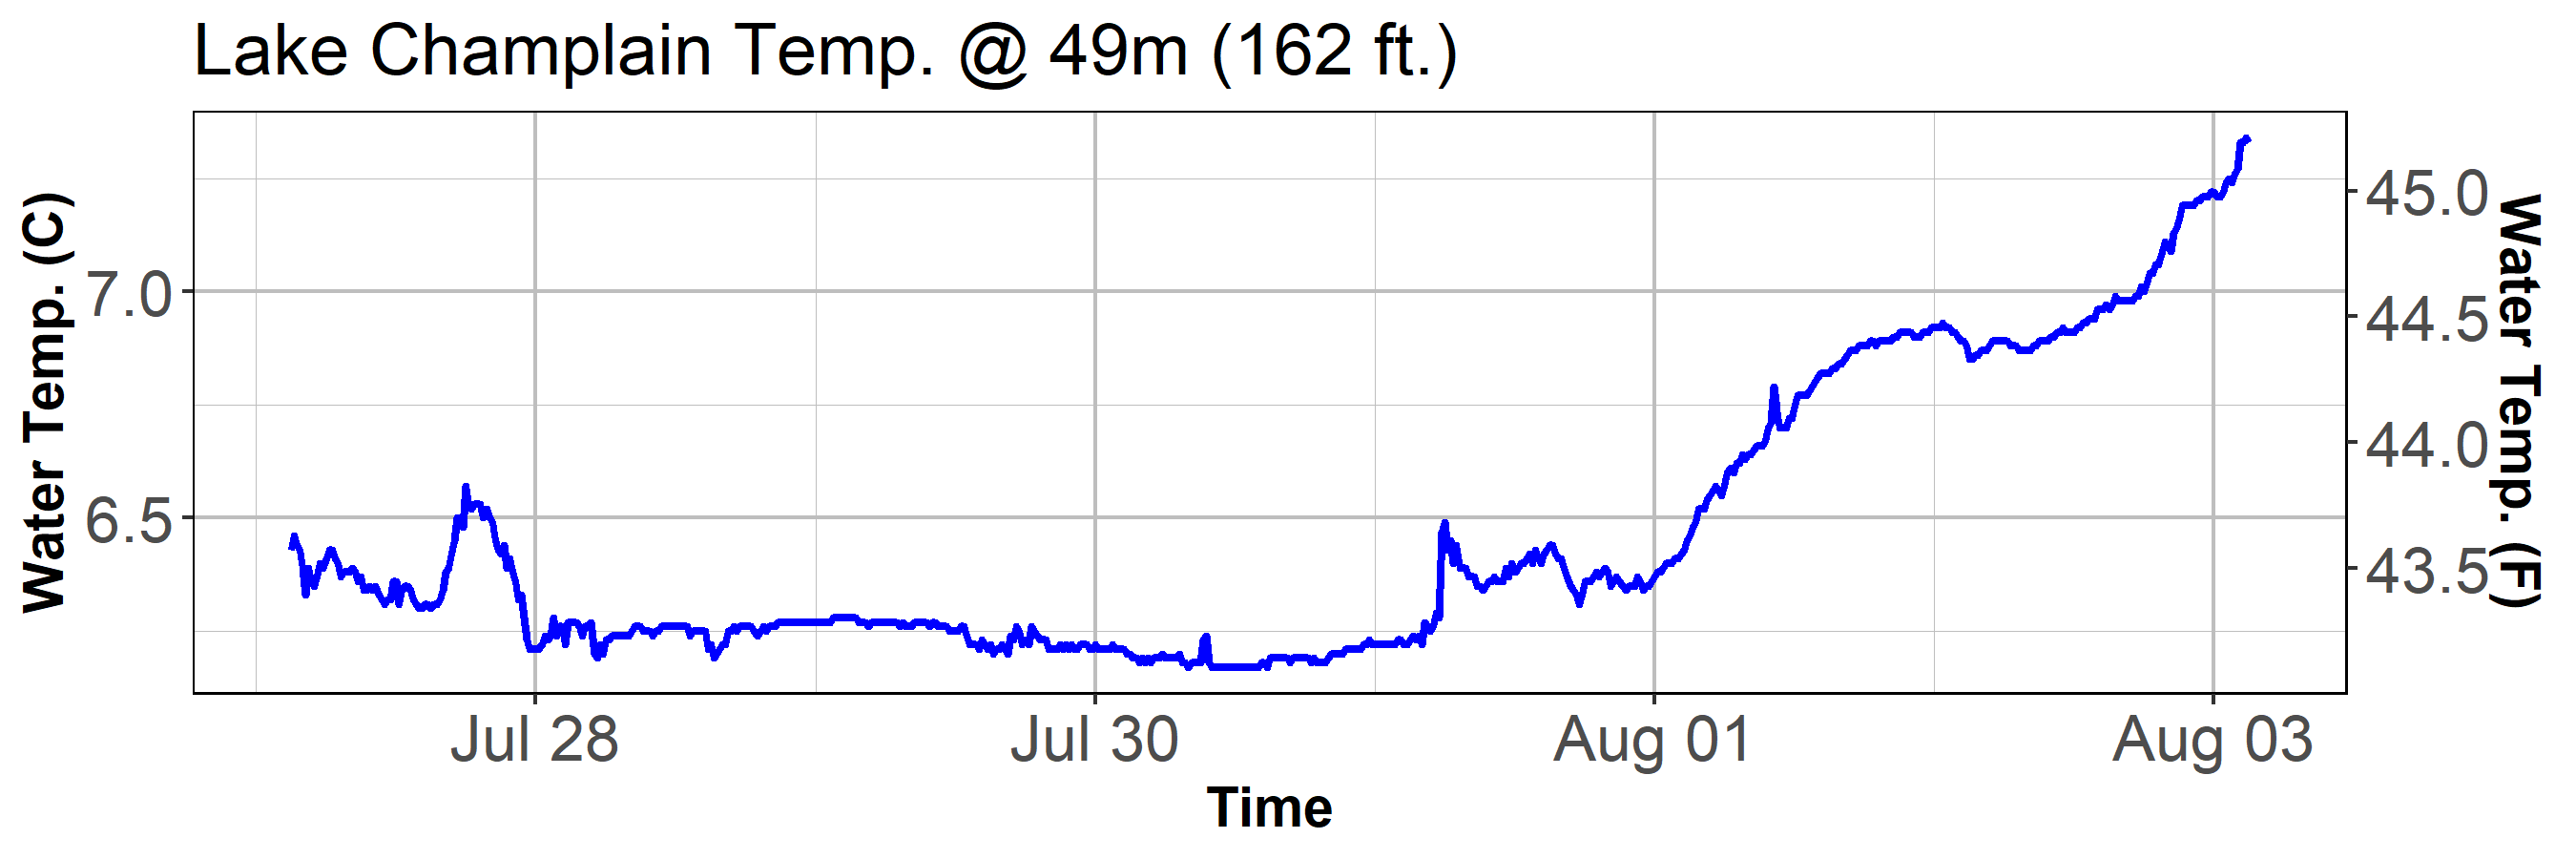 Lake Champlain Temp. @ 49m (162 ft.)
Water Temp. (C)
7.0
6.5
45.0
44.5
44.0
43.5
Water Temp. (F)
Jul 28
Jul 30
Aug 01
Aug 03
Time